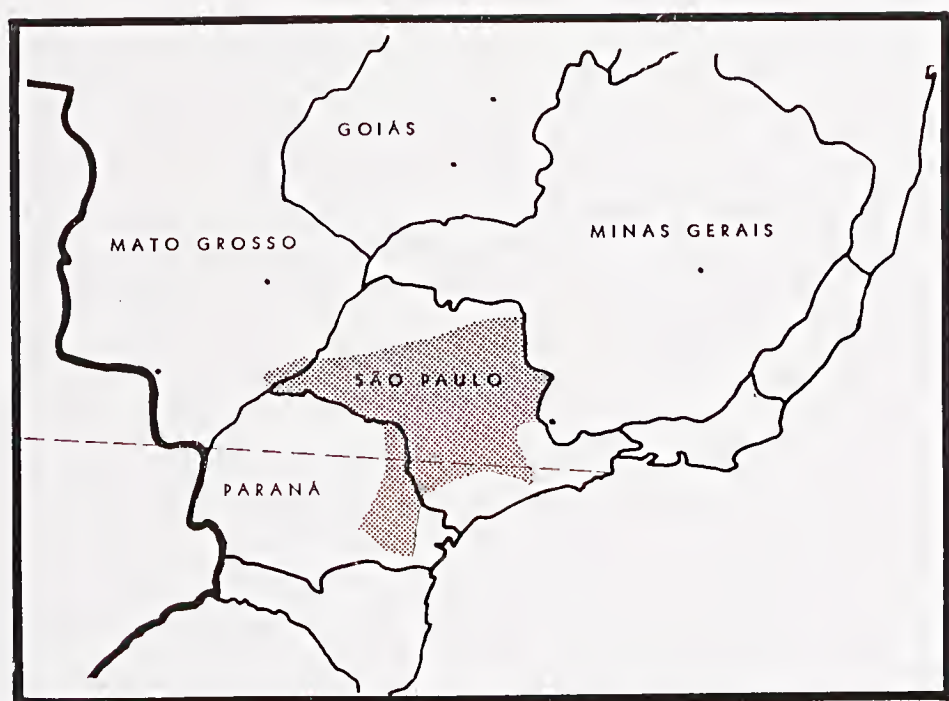 GOIÁS
MATO GROSSO
MINAS GERAIS
SÃO PAULO
PARANÁ